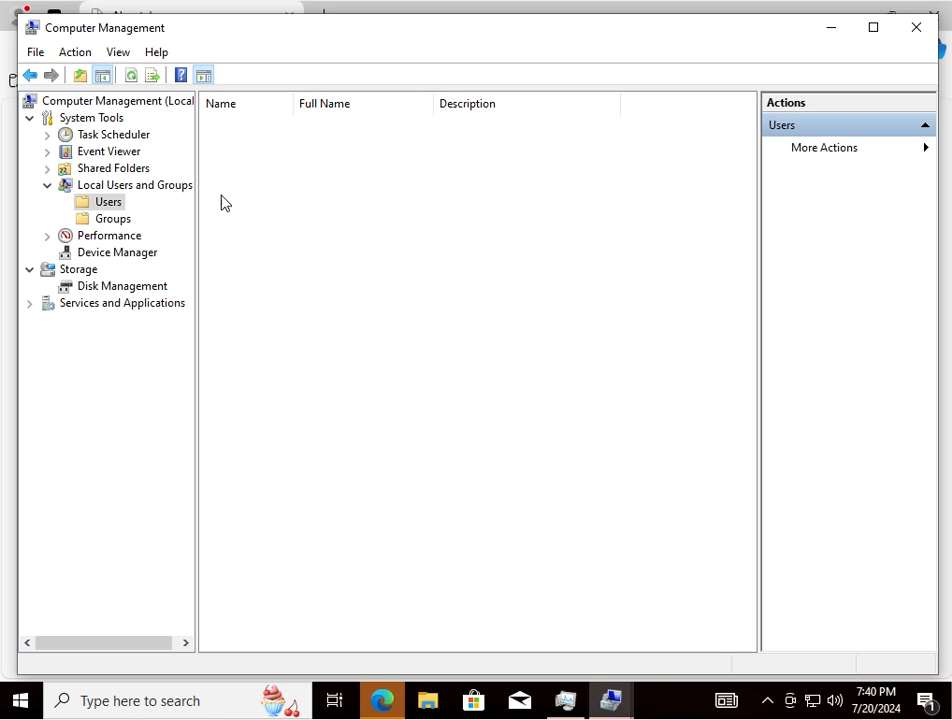 Computer Management
File Action View Help
Computer Management (Local
System Tools
Task Scheduler
Event Viewer
Shared Folders
Local Users and Groups
Users
Groups
Performance
Device Manager
Storage
Disk Management
Services and Applications
Name Full Name Description
Actions
Users
More Actions
Type here to search
7:40 PM
7/20/2024
1